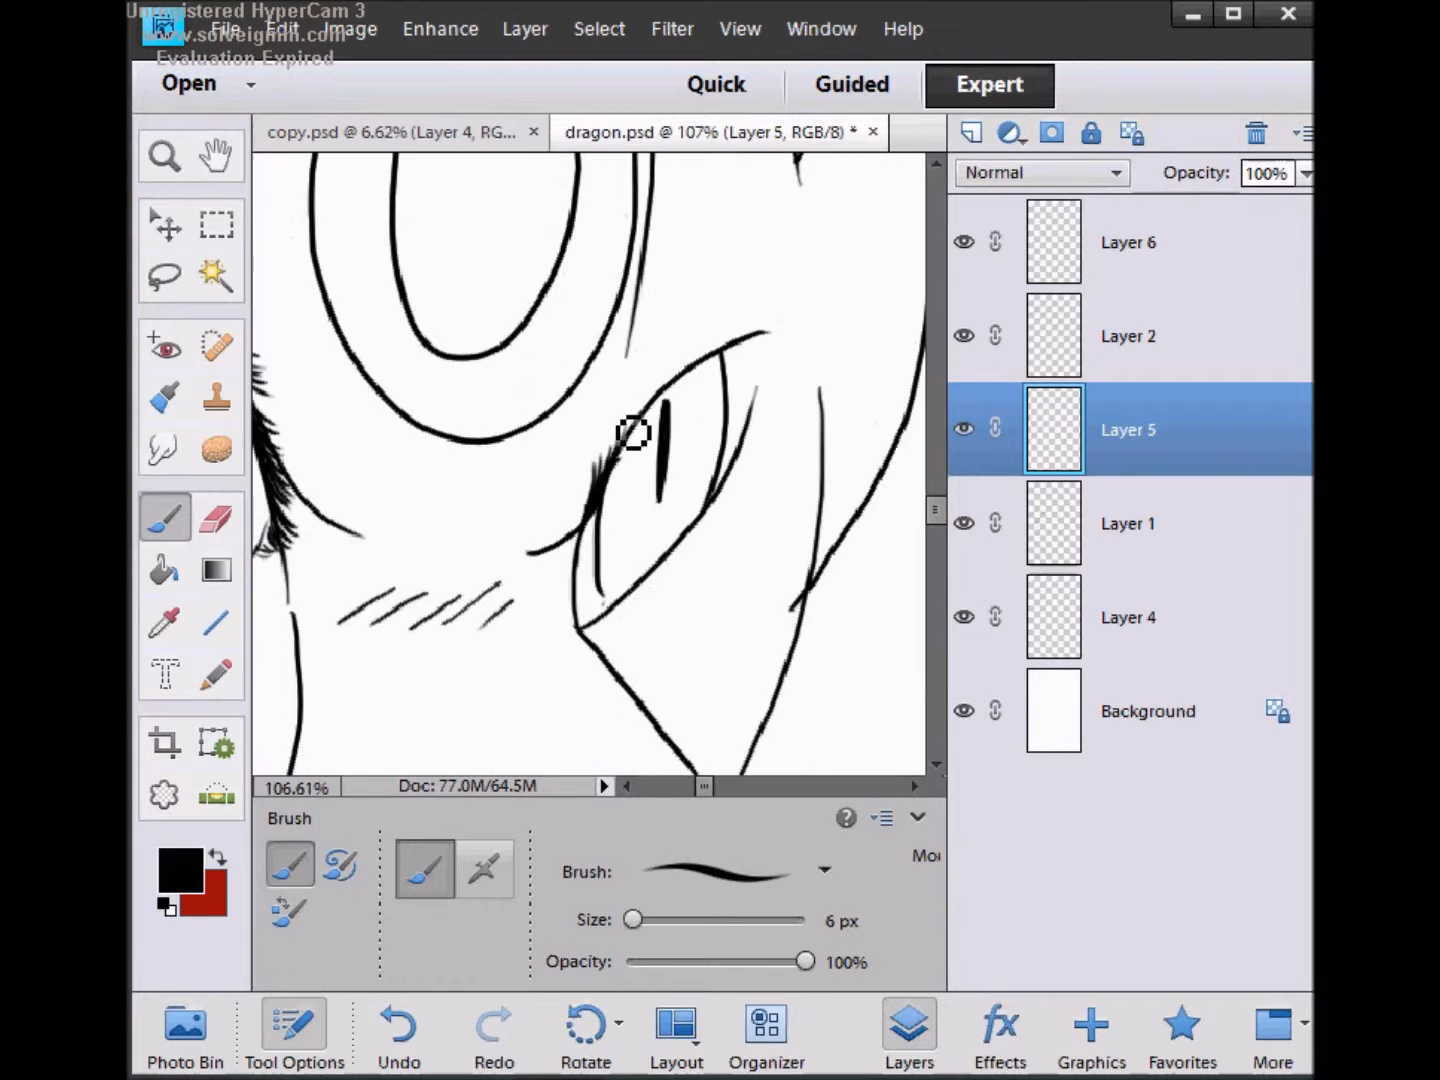 Unregistered HyperCam 3
www.solveigmm.com
Evaluation Expired
File Edit Image Enhance Layer Select Filter View Window Help
Open Quick Guided Expert
copy.psd @ 6.62% (Layer 4, RG... × dragon.psd @ 107% (Layer 5, RGB/8) * ×
Normal Opacity: 100%
Layer 6
Layer 2
Layer 5
Layer 1
Layer 4
Background
106.61% Doc: 77.0M/64.5M
Brush
Brush:
Size: 6 px
Opacity: 100%
Photo Bin Tool Options Undo Redo Rotate Layout Organizer Layers Effects Graphics Favorites More